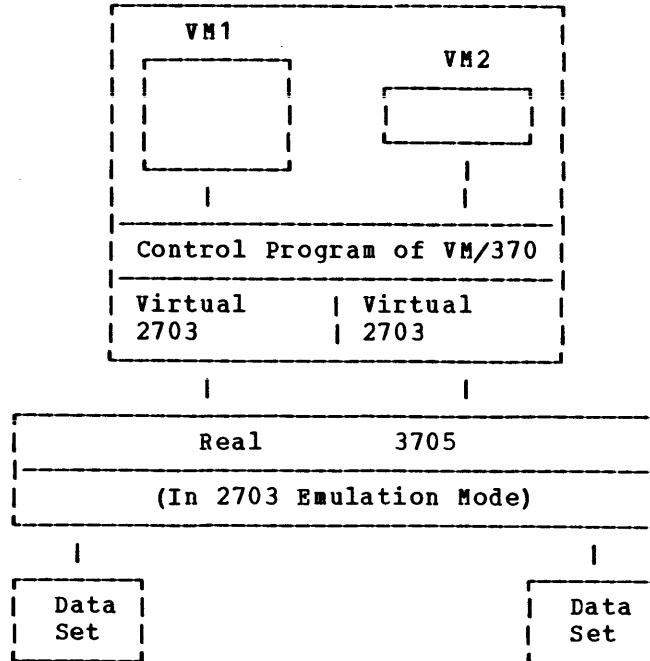 VM1
VM2
Control Program of VM/370
Virtual | Virtual
2703 | 2703
Real 3705
(In 2703 Emulation Mode)
Data Data
Set Set